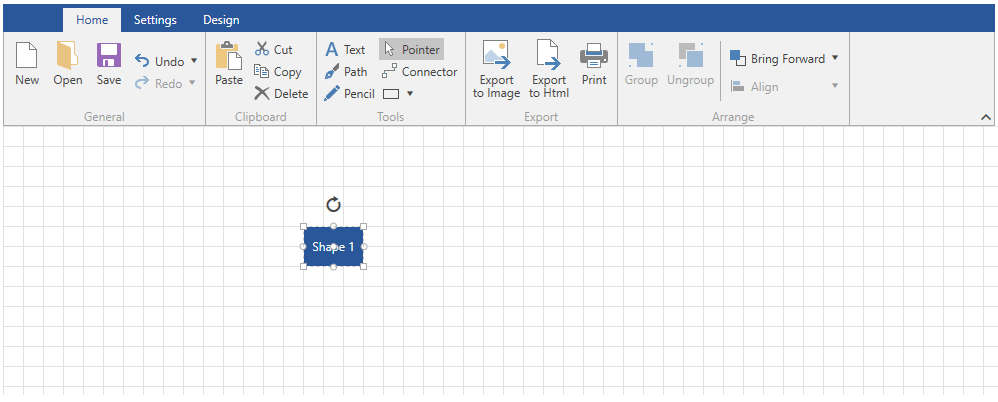 Home Settings Design
New Open Save Undo Redo
Paste Cut Copy Delete
Text Pointer
Path Connector
Pencil
Export to Image
Export to Html
Print
Group Ungroup
Bring Forward
Align
General Clipboard Tools Export Arrange
Shape 1